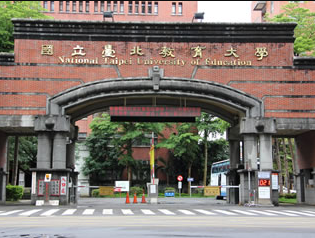 國立臺北教育大學
National Taipei University of Education